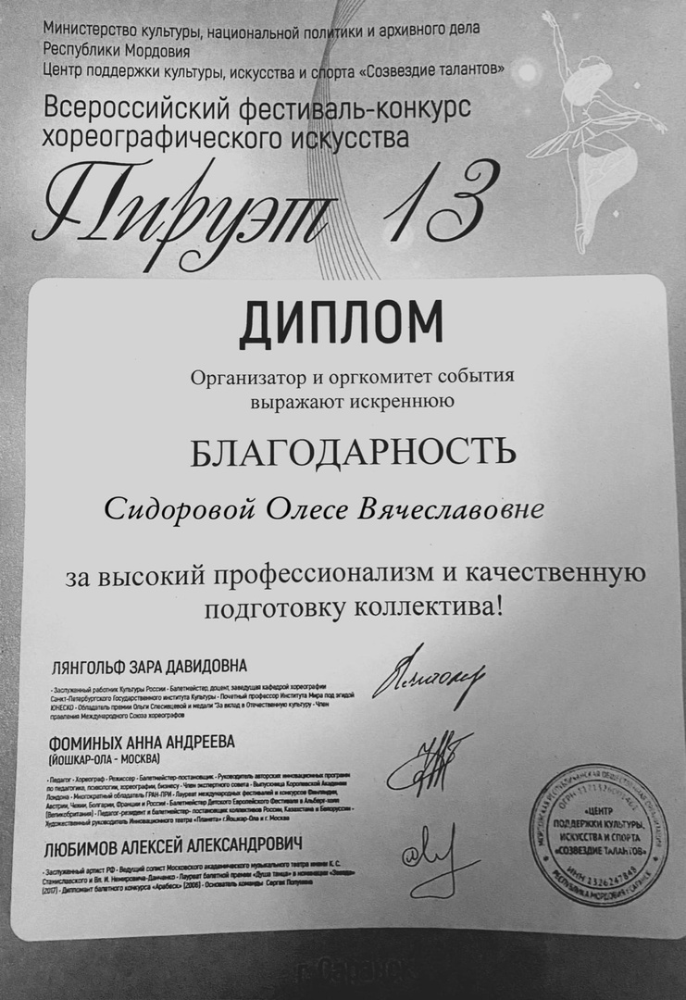 Министерство культуры, национальной политики и архивного дела
Республики Мордовия
Центр поддержки культуры, искусства и спорта «Созвездие талантов»
Всероссийский фестиваль-конкурс
хореографического искусства
Пируэт 13
ДИПЛОМ
Организатор и оргкомитет события
выражают искреннюю
БЛАГОДАРНОСТЬ
Сидоровой Олесе Вячеславовне
за высокий профессионализм и качественную
подготовку коллектива!
ЛЯНГОЛЬФ ЗАРА ДАВИДОВНА
• Заслуженный работник Культуры России • Балетмейстер, доцент, заведущая кафедрой хореографии
Санкт-Петербургского Государственного института Культуры • Почетный профессор Института Мира под эгидой
ЮНЕСКО • Обладатель премии Ольги Спесивцевой и медали "За вклад в Отечественную культуру" • Член
правления Международного Союза хореографов
ФОМИНЫХ АННА АНДРЕЕВА
(ЙОШКАР-ОЛА - МОСКВА)
• Педагог • Хореограф • Режиссер • Балетмейстер-постановщик • Руководитель авторских инновационных программ
по педагогике, психологии, хореографии, бизнесу • Член экспертного совета • Выпускница Королевской Академии
Лондона • Многократный обладатель ГРАН-ПРИ • Лауреат международных фестивалей и конкурсов Финляндии,
Австрии, Чехии, Болгарии, Франции и России • Балетмейстер Детского Европейского Фестиваля в Альберт-холл
(Великобритания) • Педагог-резидент и балетмейстер- постановщик коллективов России, Казахстана и Белоруссии •
Художественный руководитель Инновационного театра «Планета» г.Йошкар-Ола и г. Москва
ЛЮБИМОВ АЛЕКСЕЙ АЛЕКСАНДРОВИЧ
• Заслуженный артист РФ • Ведущий солист Московского академического музыкального театра имени К. С.
Станиславского и Вл. И. Немировича-Данченко • Лауреат балетной премии «Душа танца» в номинации «Звезда»
(2017) • Дипломант балетного конкурса «Арабеск» (2008) • Основатель команды Сергея Полунина
МОРДОВСКАЯ РЕСПУБЛИКАНСКАЯ ОБЩЕСТВЕННАЯ ОРГАНИЗАЦИЯ
ОГРН
«ЦЕНТР
ПОДДЕРЖКИ КУЛЬТУРЫ,
ИСКУССТВА И СПОРТА
«СОЗВЕЗДИЕ ТАЛАНТОВ»
ИНН 1326247849
РЕСПУБЛИКА МОРДОВИЯ г. САРАНСК
г. Саранск